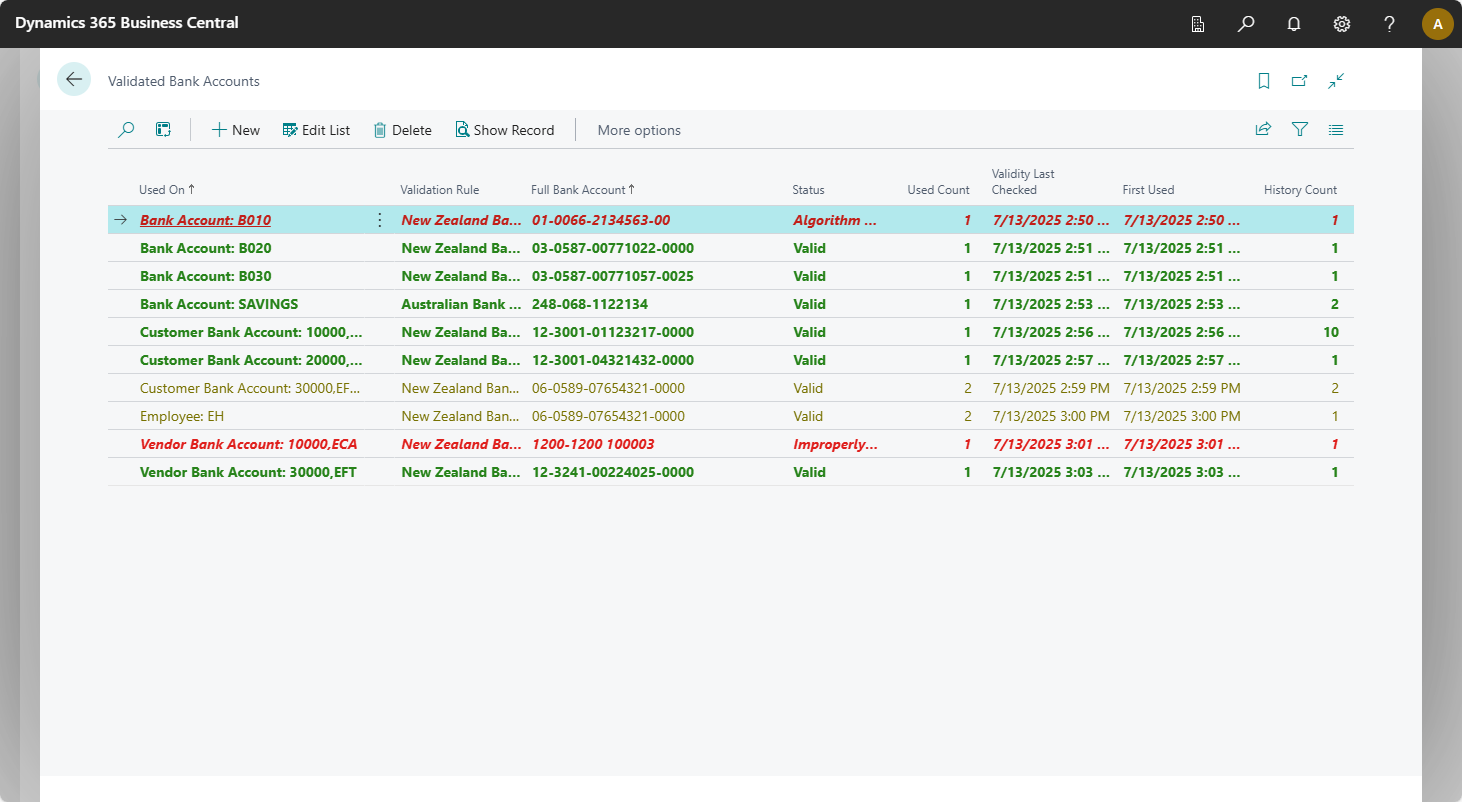 Dynamics 365 Business Central
A
Validated Bank Accounts
New Edit List Delete Show Record More options
Used On ↑ Validation Rule Full Bank Account ↑ Status Used Count Validity Last Checked First Used History Count
Bank Account: B010 New Zealand Ba... 01-0066-2134563-00 Algorithm ... 1 7/13/2025 2:50 ... 7/13/2025 2:50 ... 1
Bank Account: B020 New Zealand Ba... 03-0587-00771022-0000 Valid 1 7/13/2025 2:51 ... 7/13/2025 2:51 ... 1
Bank Account: B030 New Zealand Ba... 03-0587-00771057-0025 Valid 1 7/13/2025 2:51 ... 7/13/2025 2:51 ... 1
Bank Account: SAVINGS Australian Bank ... 248-068-1122134 Valid 1 7/13/2025 2:53 ... 7/13/2025 2:53 ... 2
Customer Bank Account: 10000,... New Zealand Ba... 12-3001-01123217-0000 Valid 1 7/13/2025 2:56 ... 7/13/2025 2:56 ... 10
Customer Bank Account: 20000,... New Zealand Ba... 12-3001-04321432-0000 Valid 1 7/13/2025 2:57 ... 7/13/2025 2:57 ... 1
Customer Bank Account: 30000,EF... New Zealand Ban... 06-0589-07654321-0000 Valid 2 7/13/2025 2:59 PM 7/13/2025 2:59 PM 2
Employee: EH New Zealand Ban... 06-0589-07654321-0000 Valid 2 7/13/2025 3:00 PM 7/13/2025 3:00 PM 1
Vendor Bank Account: 10000,ECA New Zealand Ba... 1200-1200 100003 Improperly... 1 7/13/2025 3:01 ... 7/13/2025 3:01 ... 1
Vendor Bank Account: 30000,EFT New Zealand Ba... 12-3241-00224025-0000 Valid 1 7/13/2025 3:03 ... 7/13/2025 3:03 ... 1